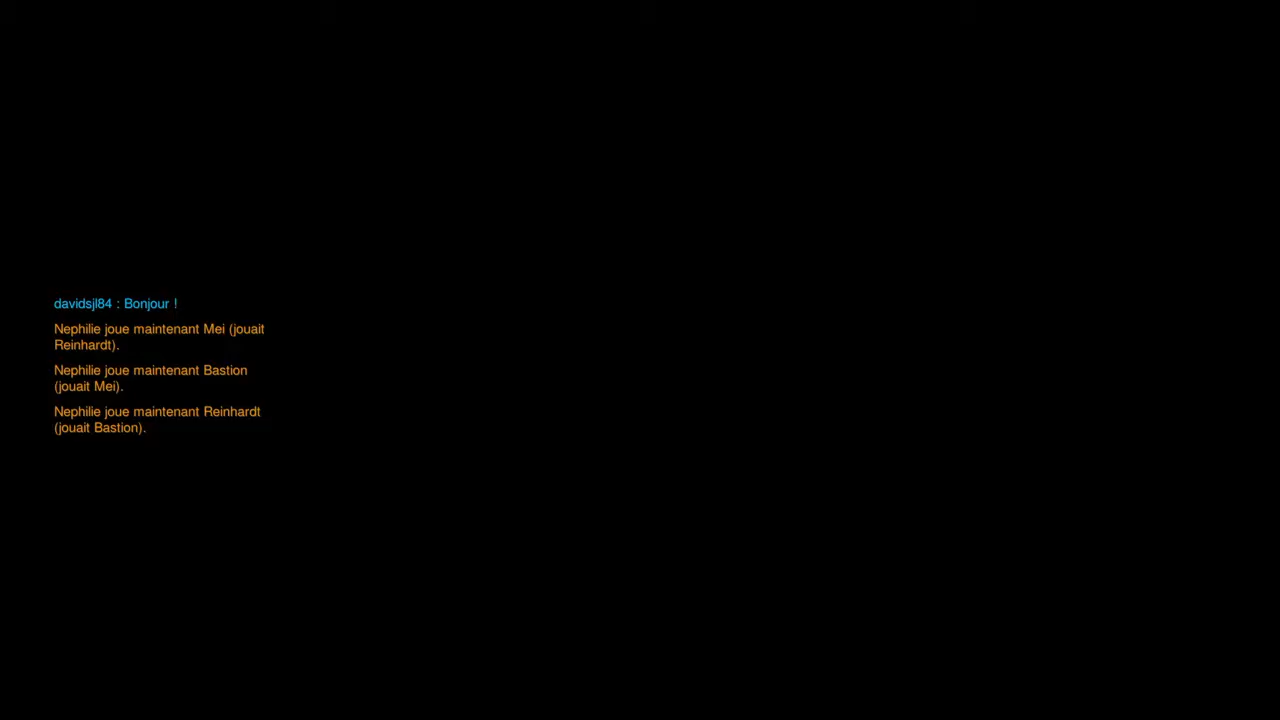 davidsjl84 : Bonjour !
Nephilie joue maintenant Mei (jouait
Reinhardt).
Nephilie joue maintenant Bastion
(jouait Mei).
Nephilie joue maintenant Reinhardt
(jouait Bastion).